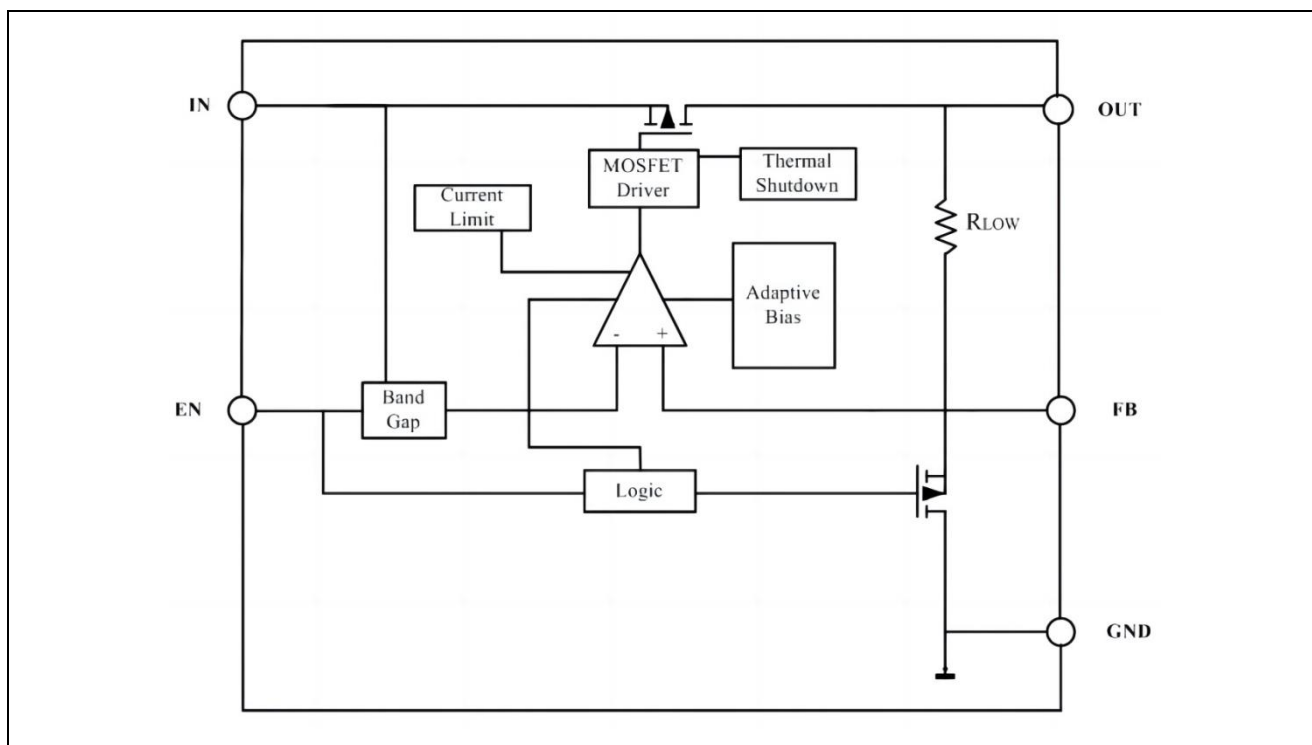 IN
OUT
MOSFET
Driver
Thermal
Shutdown
Current
Limit
RLOW
Adaptive
Bias
- +
EN
Band
Gap
FB
Logic
GND